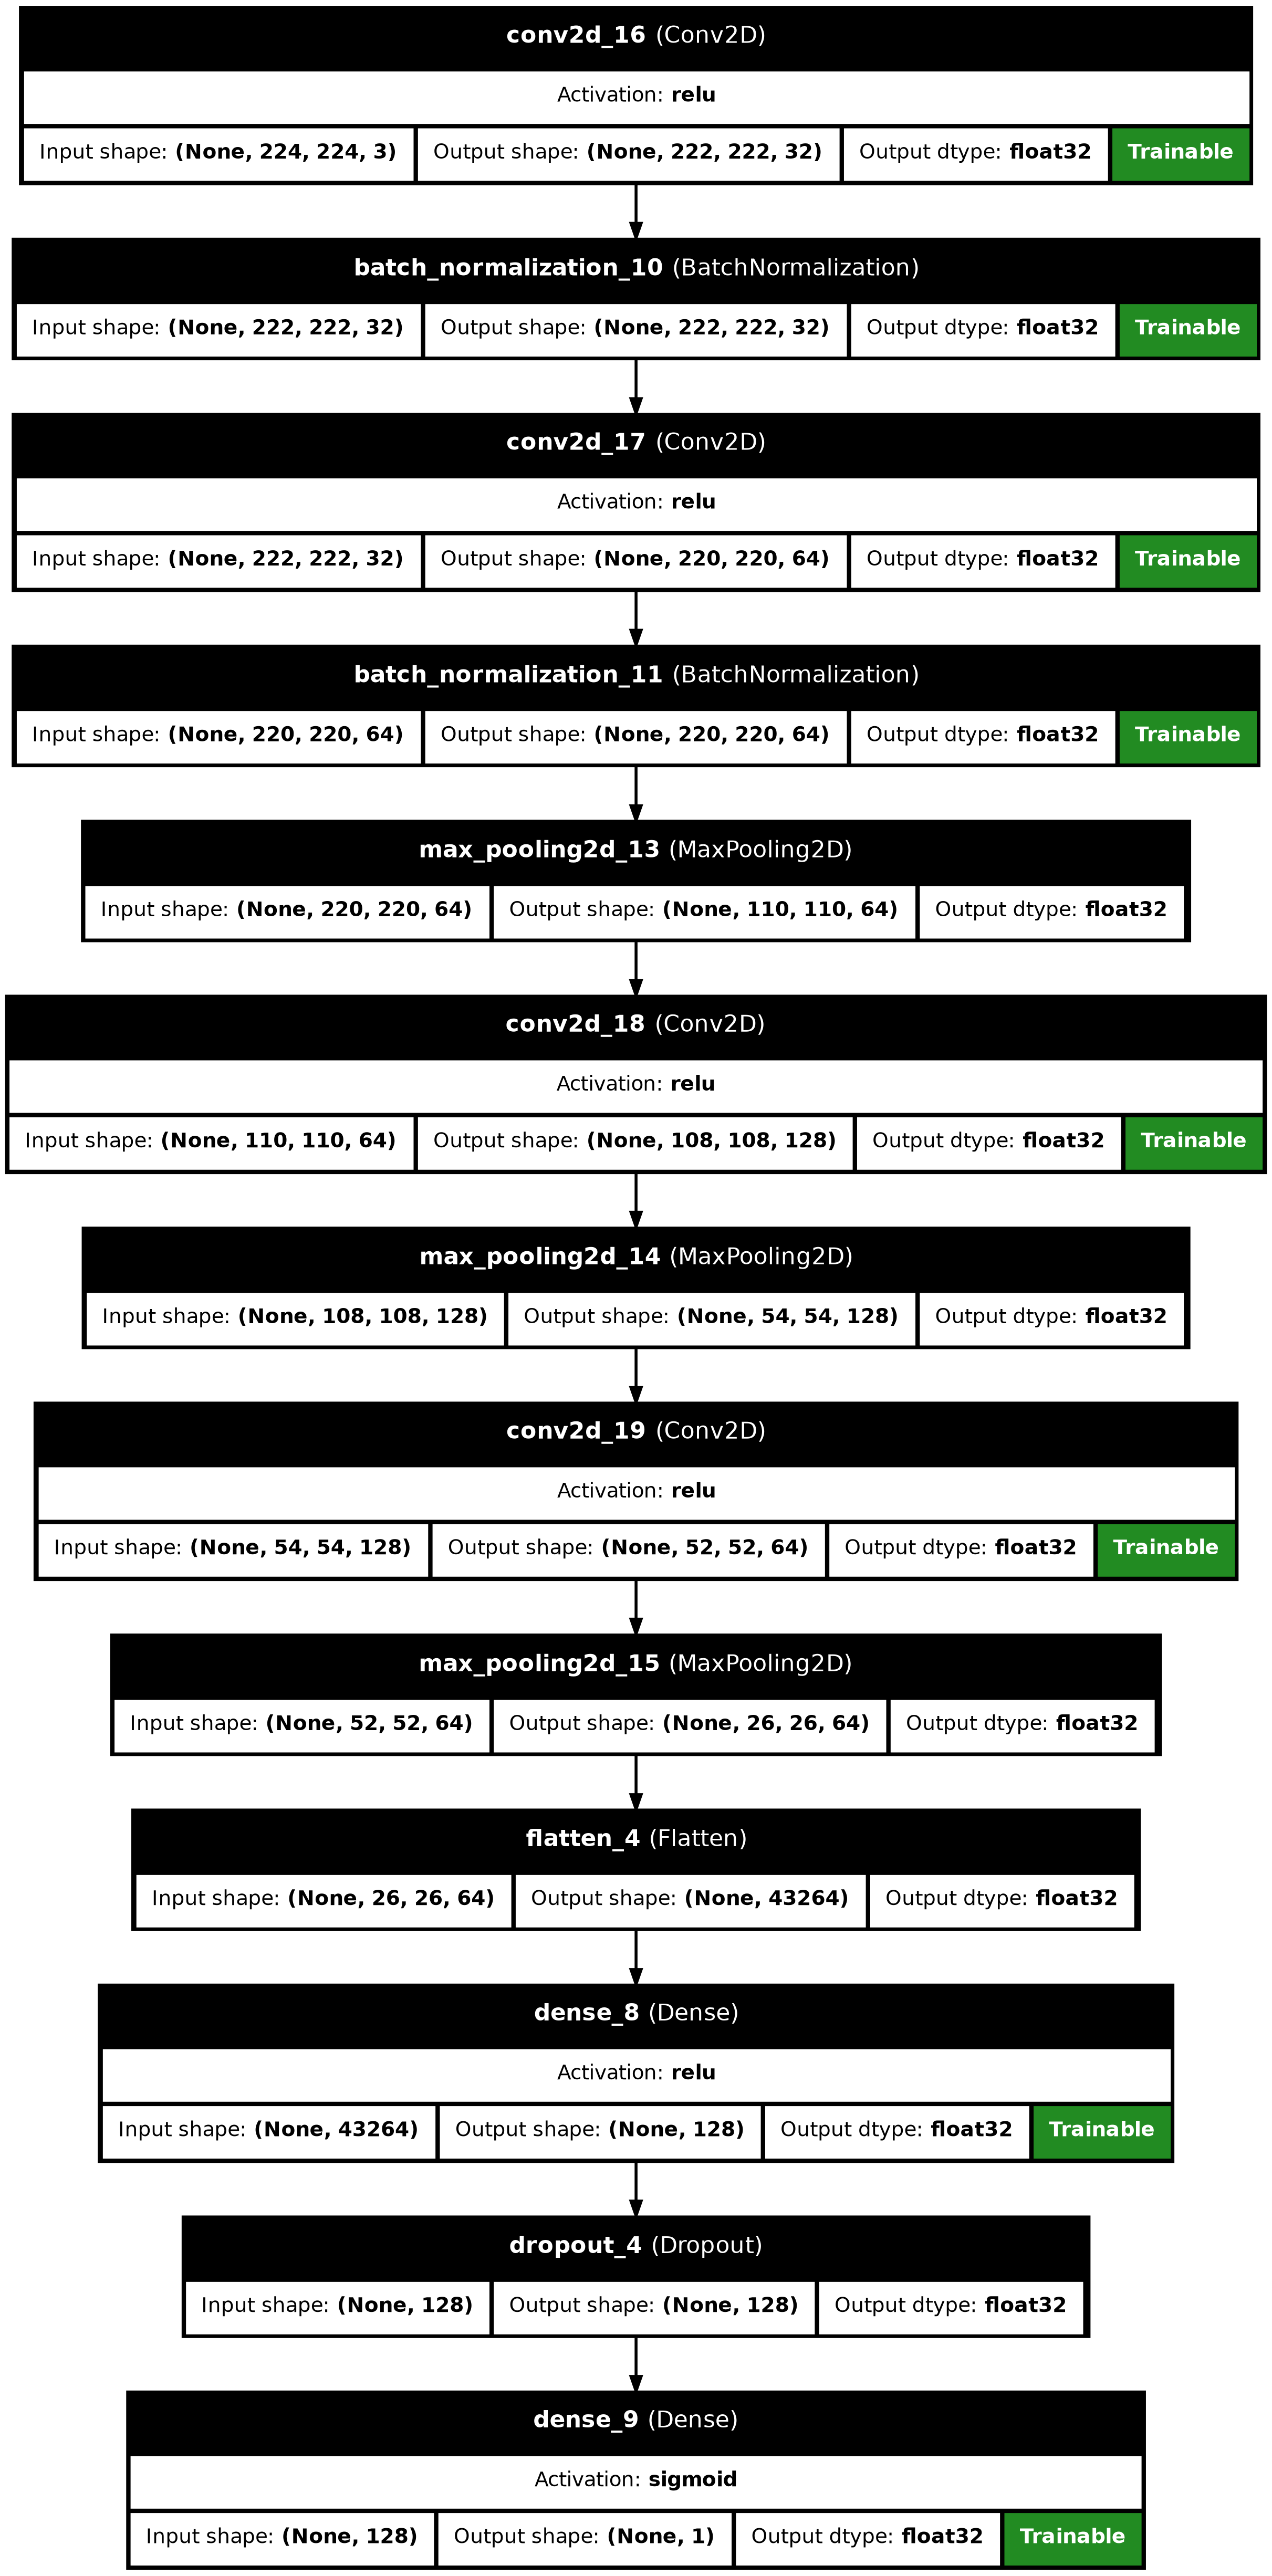 conv2d_16 (Conv2D)
Activation: relu
Input shape: (None, 224, 224, 3) Output shape: (None, 222, 222, 32) Output dtype: float32 Trainable
batch_normalization_10 (BatchNormalization)
Input shape: (None, 222, 222, 32) Output shape: (None, 222, 222, 32) Output dtype: float32 Trainable
conv2d_17 (Conv2D)
Activation: relu
Input shape: (None, 222, 222, 32) Output shape: (None, 220, 220, 64) Output dtype: float32 Trainable
batch_normalization_11 (BatchNormalization)
Input shape: (None, 220, 220, 64) Output shape: (None, 220, 220, 64) Output dtype: float32 Trainable
max_pooling2d_13 (MaxPooling2D)
Input shape: (None, 220, 220, 64) Output shape: (None, 110, 110, 64) Output dtype: float32
conv2d_18 (Conv2D)
Activation: relu
Input shape: (None, 110, 110, 64) Output shape: (None, 108, 108, 128) Output dtype: float32 Trainable
max_pooling2d_14 (MaxPooling2D)
Input shape: (None, 108, 108, 128) Output shape: (None, 54, 54, 128) Output dtype: float32
conv2d_19 (Conv2D)
Activation: relu
Input shape: (None, 54, 54, 128) Output shape: (None, 52, 52, 64) Output dtype: float32 Trainable
max_pooling2d_15 (MaxPooling2D)
Input shape: (None, 52, 52, 64) Output shape: (None, 26, 26, 64) Output dtype: float32
flatten_4 (Flatten)
Input shape: (None, 26, 26, 64) Output shape: (None, 43264) Output dtype: float32
dense_8 (Dense)
Activation: relu
Input shape: (None, 43264) Output shape: (None, 128) Output dtype: float32 Trainable
dropout_4 (Dropout)
Input shape: (None, 128) Output shape: (None, 128) Output dtype: float32
dense_9 (Dense)
Activation: sigmoid
Input shape: (None, 128) Output shape: (None, 1) Output dtype: float32 Trainable